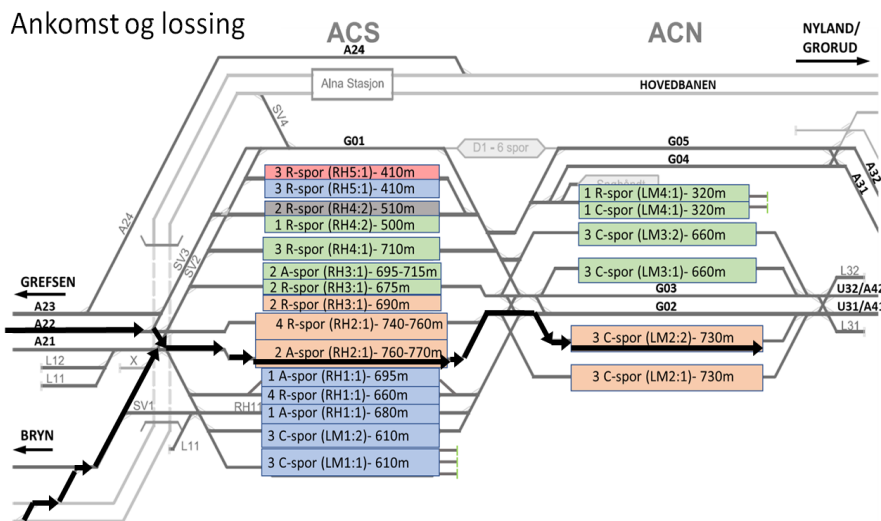 Ankomst og lossing
ACS
ACN
NYLAND/
GRORUD
A24
Alna Stasjon
HOVEDBANEN
SV4
G01
D1 - 6 spor
G05
G04
A32
A31
3 R-spor (RH5:1)- 410m
3 R-spor (RH5:1)- 410m
2 R-spor (RH4:2)- 510m
1 R-spor (RH4:2)- 500m
3 R-spor (RH4:1)- 710m
2 A-spor (RH3:1)- 695-715m
2 R-spor (RH3:1)- 675m
2 R-spor (RH3:1)- 690m
4 R-spor (RH2:1)- 740-760m
2 A-spor (RH2:1)- 760-770m
1 A-spor (RH1:1)- 695m
4 R-spor (RH1:1)- 660m
1 A-spor (RH1:1)- 680m
3 C-spor (LM1:2)- 610m
3 C-spor (LM1:1)- 610m
1 R-spor (LM4:1)- 320m
1 C-spor (LM4:1)- 320m
3 C-spor (LM3:2)- 660m
3 C-spor (LM3:1)- 660m
G03
G02
3 C-spor (LM2:2)- 730m
3 C-spor (LM2:1)- 730m
L32
U32/A42
U31/A41
L31
A24
SV3
SV2
GREFSEN
A23
A22
A21
L12
L11
X
SV1
RH11
L11
BRYN